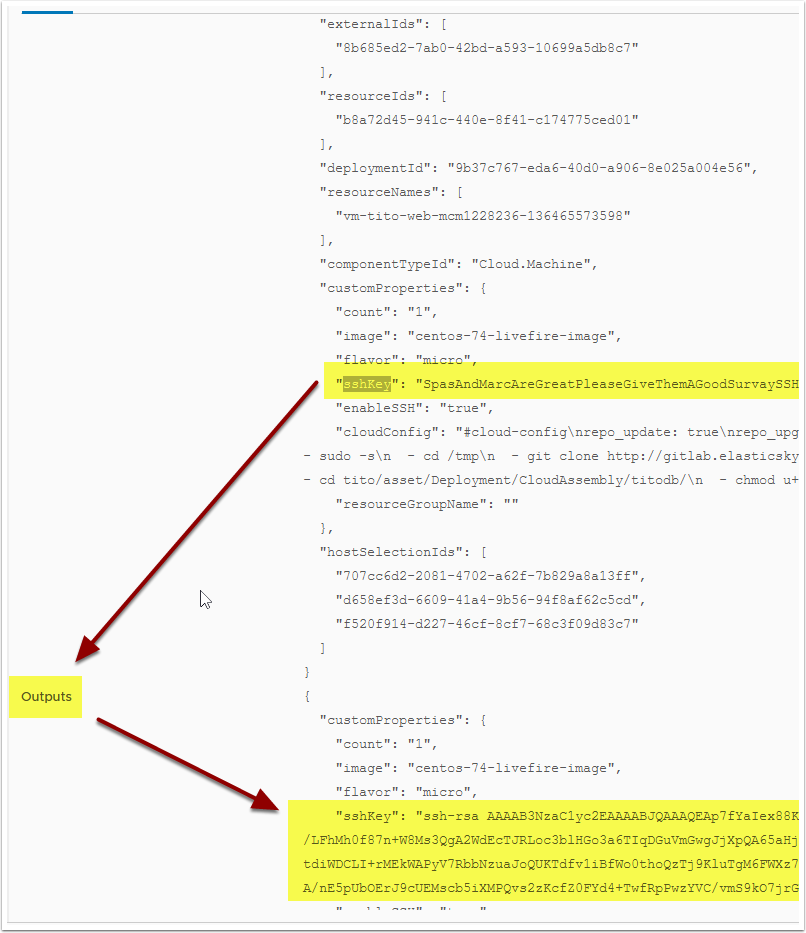 "externalIds": [
"8b685ed2-7ab0-42bd-a593-10699a5db8c7"
],
"resourceIds": [
"b8a72d45-941c-440e-8f41-c174775ced01"
],
"deploymentId": "9b37c767-eda6-40d0-a906-8e025a004e56",
"resourceNames": [
"vm-tito-web-mcm1228236-136465573598"
],
"componentTypeId": "Cloud.Machine",
"customProperties": {
"count": "1",
"image": "centos-74-livefire-image",
"flavor": "micro",
"sshKey": "SpasAndMarcAreGreatPleaseGiveThemAGoodSurvaySSH
"enableSSH": "true",
"cloudConfig": "#cloud-config\nrepo_update: true\nrepo_upg
- sudo -s\n  - cd /tmp\n  - git clone http://gitlab.elasticsky
- cd tito/asset/Deployment/CloudAssembly/titodb/\n  - chmod u+
"resourceGroupName": ""
},
"hostSelectionIds": [
"707cc6d2-2081-4702-a62f-7b829a8a13ff",
"d658ef3d-6609-41a4-9b56-94f8af62c5cd",
"f520f914-d227-46cf-8cf7-68c3f09d83c7"
]
}
Outputs
{
"customProperties": {
"count": "1",
"image": "centos-74-livefire-image",
"flavor": "micro",
"sshKey": "ssh-rsa AAAAB3NzaC1yc2EAAAABJQAAAQEAp7fYaIex88K
/LFhMh0f87n+W8Ms3QgA2WdEcTJRLoc3blHGo3a6TIqDGuVmGwgJjXpQA65aHj
tdiWDCLI+rMEkWAPyV7RbbNzuaJoQUKTdfv1iBfWo0thoQzTj9KluTgM6FWXz7
A/nE5pUbOErJ9cUEMscb5iXMPQvs2zKcfZ0FYd4+TwfRpPwzYVC/vmS9kO7jrG